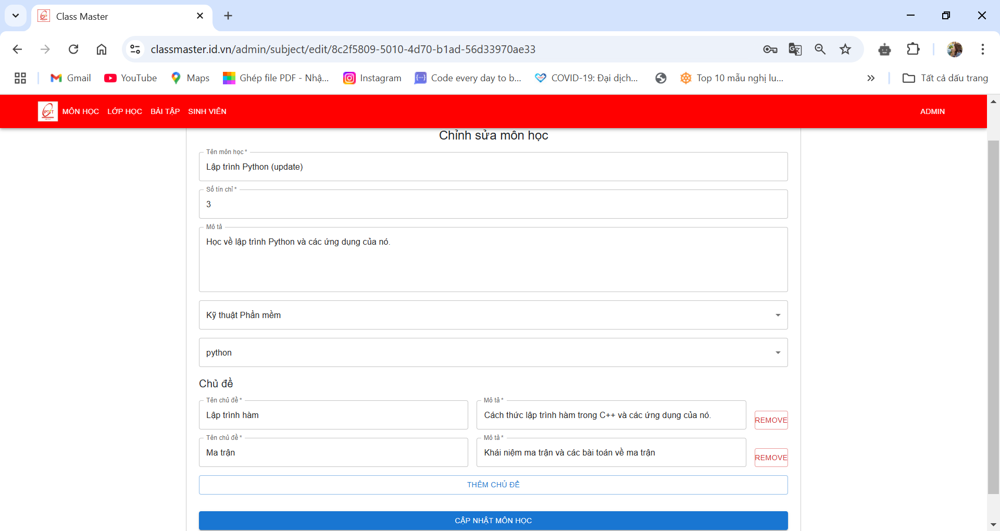 Class Master
classmaster.id.vn/admin/subject/edit/8c2f5809-5010-4d70-b1ad-56d33970ae33
Gmail
YouTube
Maps
Ghép file PDF - Nhậ...
Instagram
Code every day to b...
COVID-19: Đại dịch...
Top 10 mẫu nghị lu...
Tất cả dấu trang
MÔN HỌC
LỚP HỌC
BÀI TẬP
SINH VIÊN
ADMIN
Chỉnh sửa môn học
Tên môn học *
Lập trình Python (update)
Số tín chỉ *
3
Mô tả
Học về lập trình Python và các ứng dụng của nó.
Kỹ thuật Phần mềm
python
Chủ đề
Tên chủ đề *
Lập trình hàm
Mô tả *
Cách thức lập trình hàm trong C++ và các ứng dụng của nó.
REMOVE
Tên chủ đề *
Ma trận
Mô tả *
Khái niệm ma trận và các bài toán về ma trận
REMOVE
THÊM CHỦ ĐỀ
CẬP NHẬT MÔN HỌC